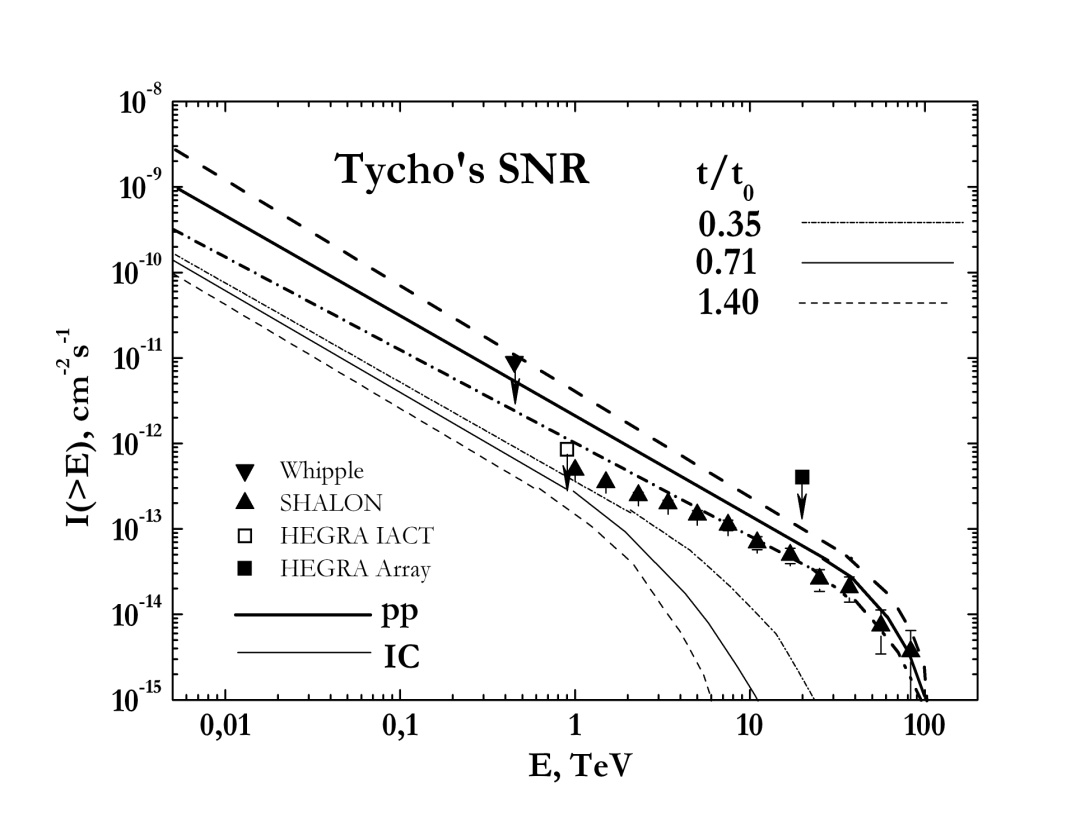 10-8
10-9
10-10
10-11
10-12
10-13
10-14
10-15
I(>E), cm-2s-1
Tycho's SNR
t/t0
0.35
0.71
1.40
Whipple
SHALON
HEGRA IACT
HEGRA Array
pp
IC
0,01 0,1 1 10 100
E, TeV